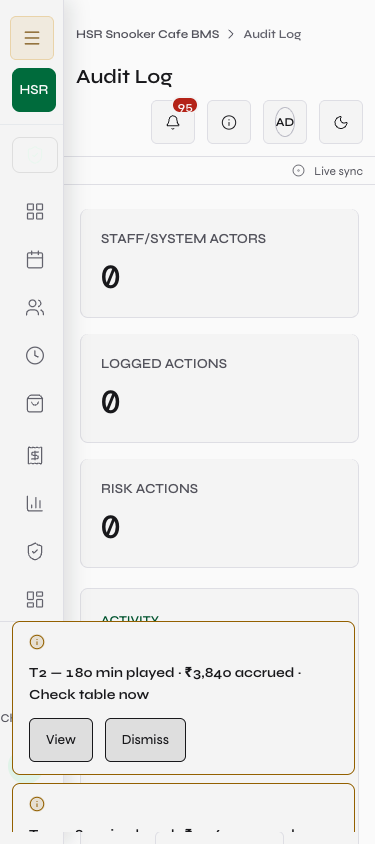 HSR Snooker Cafe BMS > Audit Log
HSR
Audit Log
95
AD
Live sync
STAFF/SYSTEM ACTORS
0
LOGGED ACTIONS
0
RISK ACTIONS
0
ACTIVITY
T2 — 180 min played · ₹3,840 accrued ·
Check table now
View
Dismiss